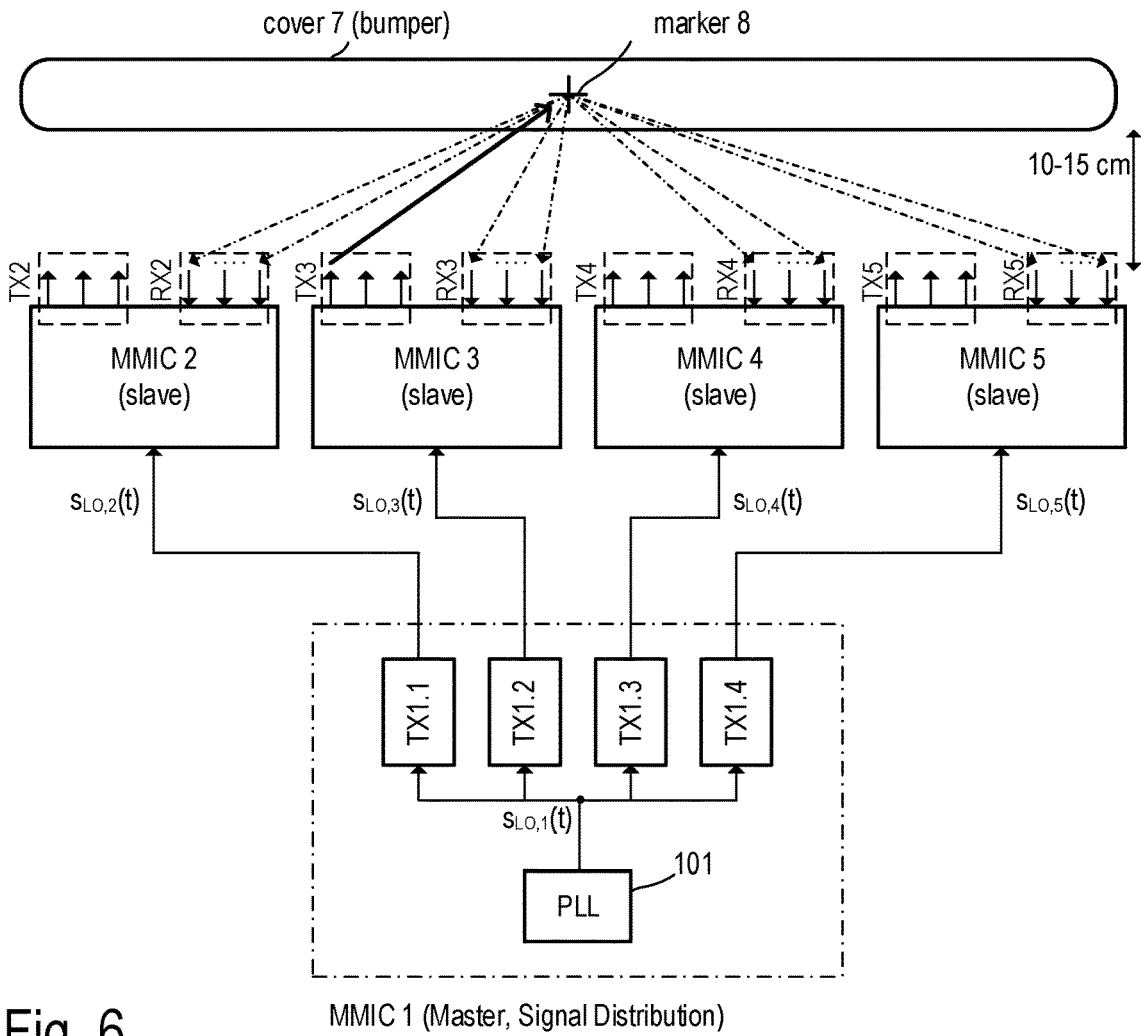 cover 7 (bumper)
marker 8
10-15 cm
TX2
RX2
TX3
RX3
TX4
RX4
TX5
RX5
MMIC 2
(slave)
MMIC 3
(slave)
MMIC 4
(slave)
MMIC 5
(slave)
sLO,2(t)
sLO,3(t)
sLO,4(t)
sLO,5(t)
TX1.1
TX1.2
TX1.3
TX1.4
sLO,1(t)
101
PLL
MMIC 1 (Master, Signal Distribution)
Fig. 6